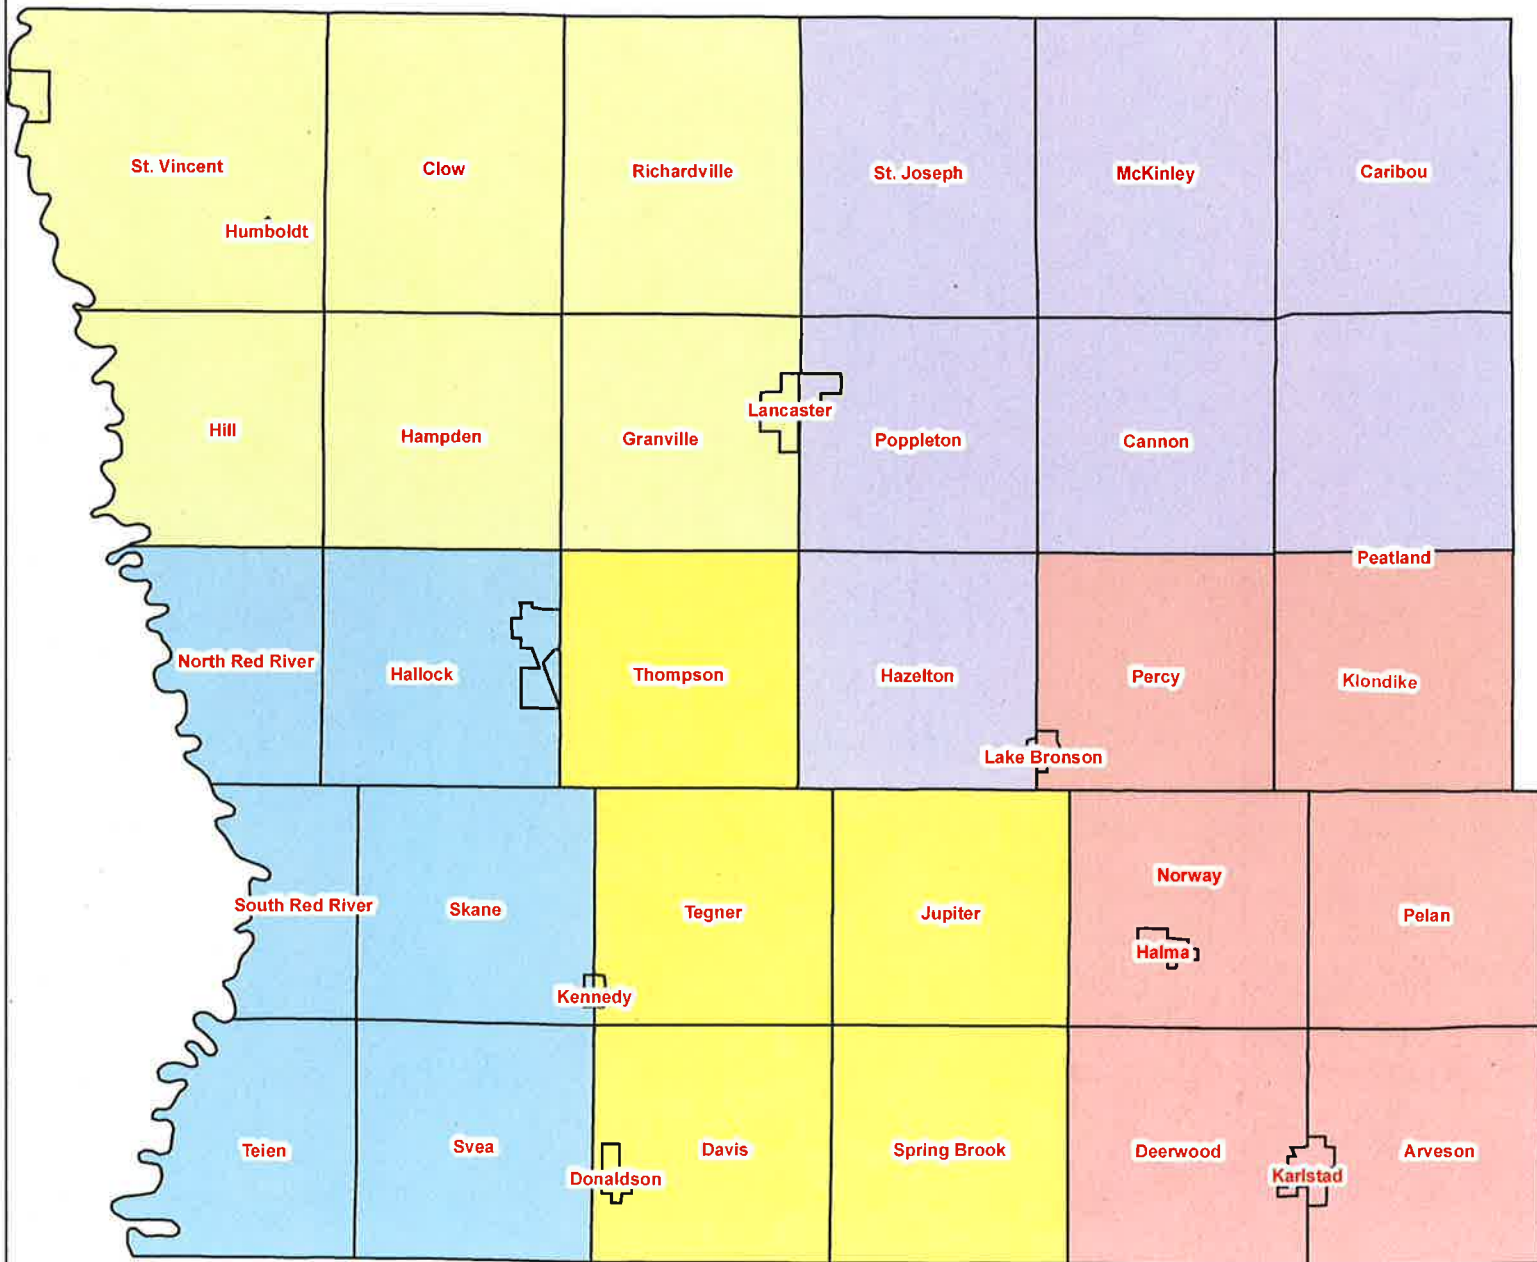 St. Vincent
Clow
Richardville
St. Joseph
McKinley
Caribou
Humboldt
Hill
Hampden
Granville
Lancaster
Poppleton
Cannon
Peatland
North Red River
Hallock
Thompson
Hazelton
Percy
Klondike
Lake Bronson
South Red River
Skane
Tegner
Jupiter
Norway
Pelan
Halma
Kennedy
Teien
Svea
Donaldson
Davis
Spring Brook
Deerwood
Karlstad
Arveson